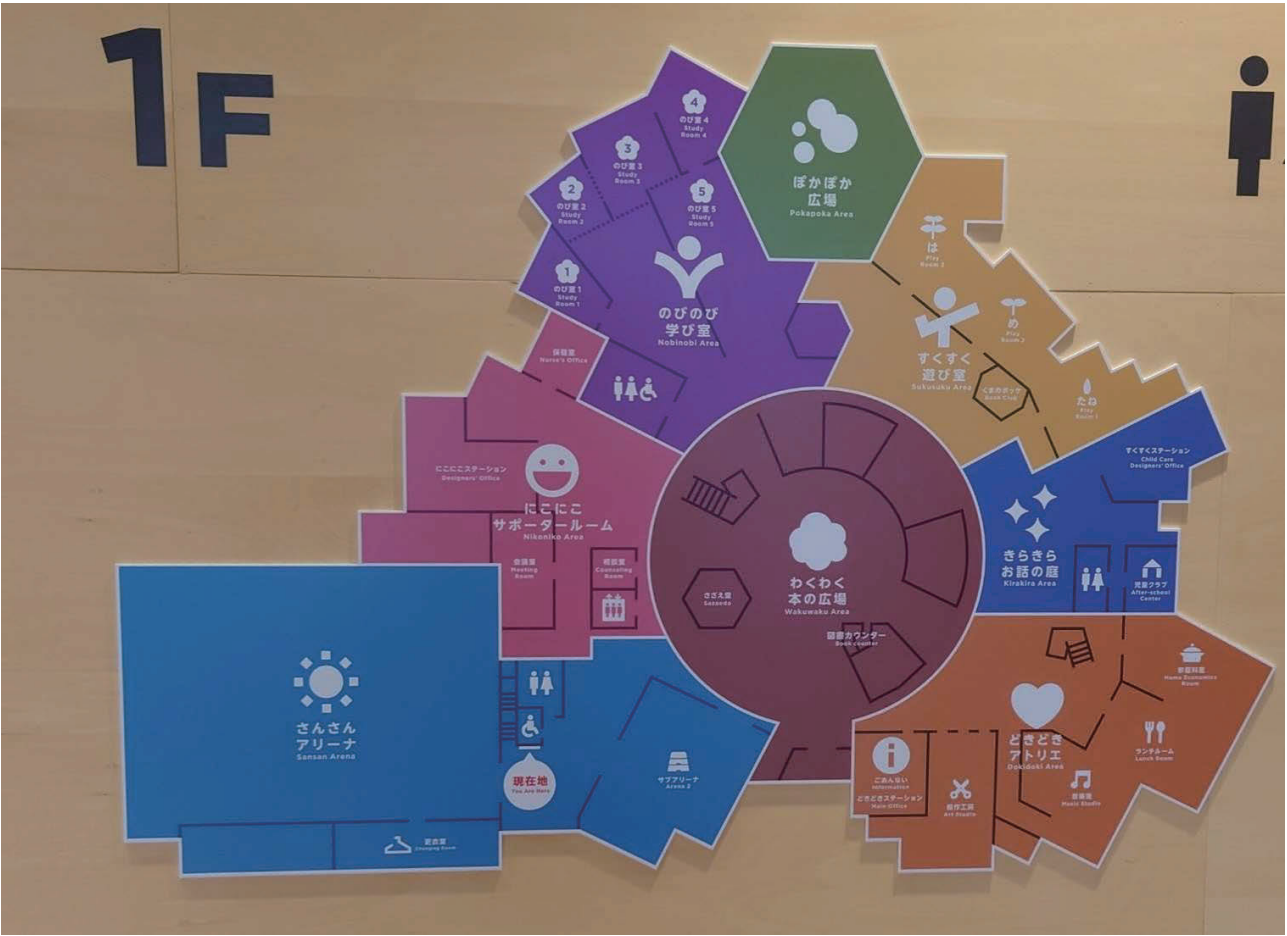 1F
4
のび室 4
Study
Room 4
3
のび室 3
Study
Room 3
2
のび室 2
Study
Room 2
5
のび室 5
Study
Room 5
1
のび室 1
Study
Room 1
のびのび
学び室
Nobinobi Area
ぽかぽか
広場
Pokapoka Area
は
Play
Room 3
め
Play
Room 2
すくすく
遊び室
Sukusuku Area
たね
Play
Room 1
保健室
Nurse's Office
にこにこステーション
Designers' Office
にこにこ
サポータールーム
Nikoniko Area
会議室
Meeting
Room
相談室
Counseling
Room
すくすくステーション
Child Care
Designers' Office
きらきら
お話の庭
Kirakira Area
児童クラブ
After-school
Center
わくわく
本の広場
Wakuwaku Area
さざえ堂
Sazaedo
図書カウンター
Book counter
さんさん
アリーナ
Sansan Arena
現在地
You Are Here
サブアリーナ
Arena 2
更衣室
Changing Room
どきどき
アトリエ
Dokidoki Area
家庭科室
Home Economics
Room
ランチルーム
Lunch Room
音楽室
Music Studio
ごあんない
Information
どきどきステーション
Main Office
Art Studio